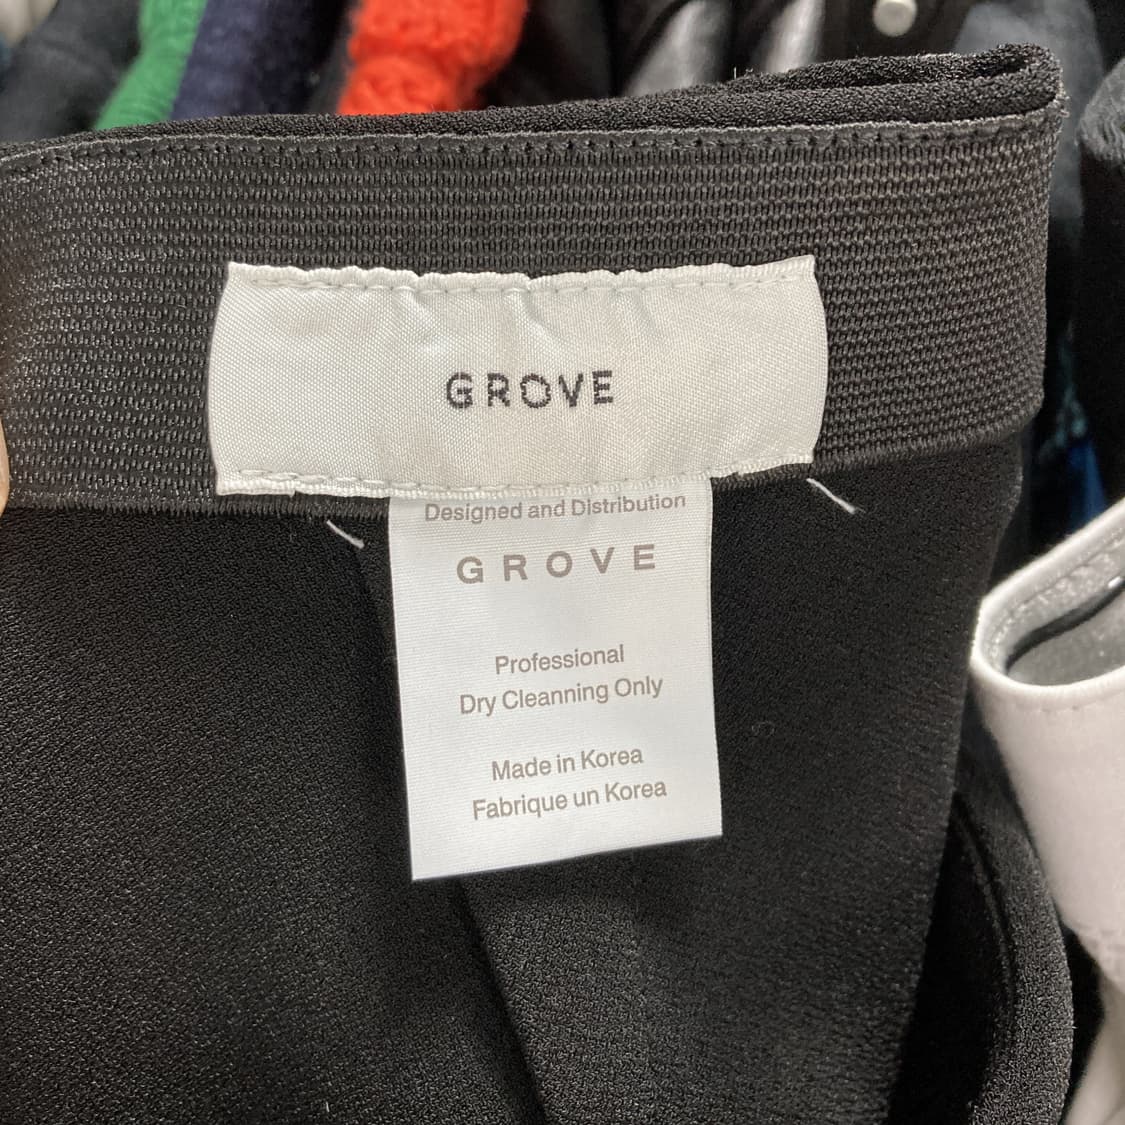 GROVE
Designed and Distribution
GROVE
Professional
Dry Cleanning Only
Made in Korea
Fabrique un Korea